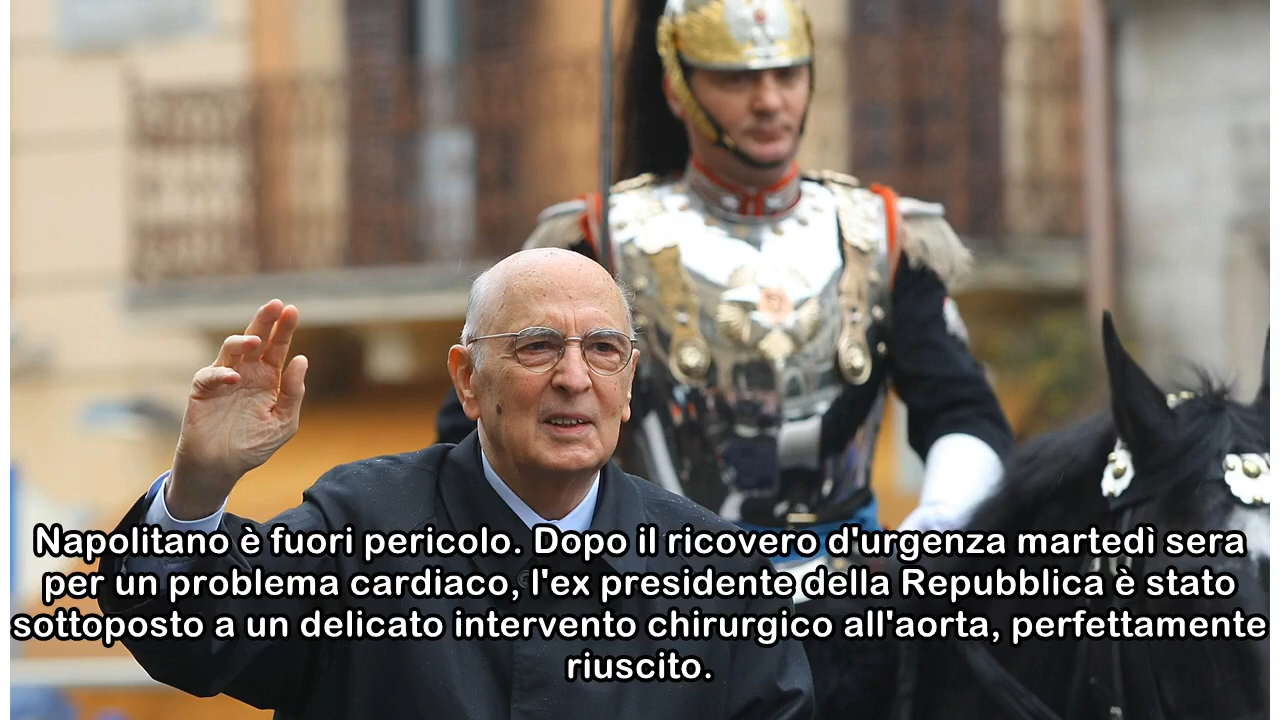 Napolitano è fuori pericolo. Dopo il ricovero d'urgenza martedì sera
per un problema cardiaco, l'ex presidente della Repubblica è stato
sottoposto a un delicato intervento chirurgico all'aorta, perfettamente
riuscito.